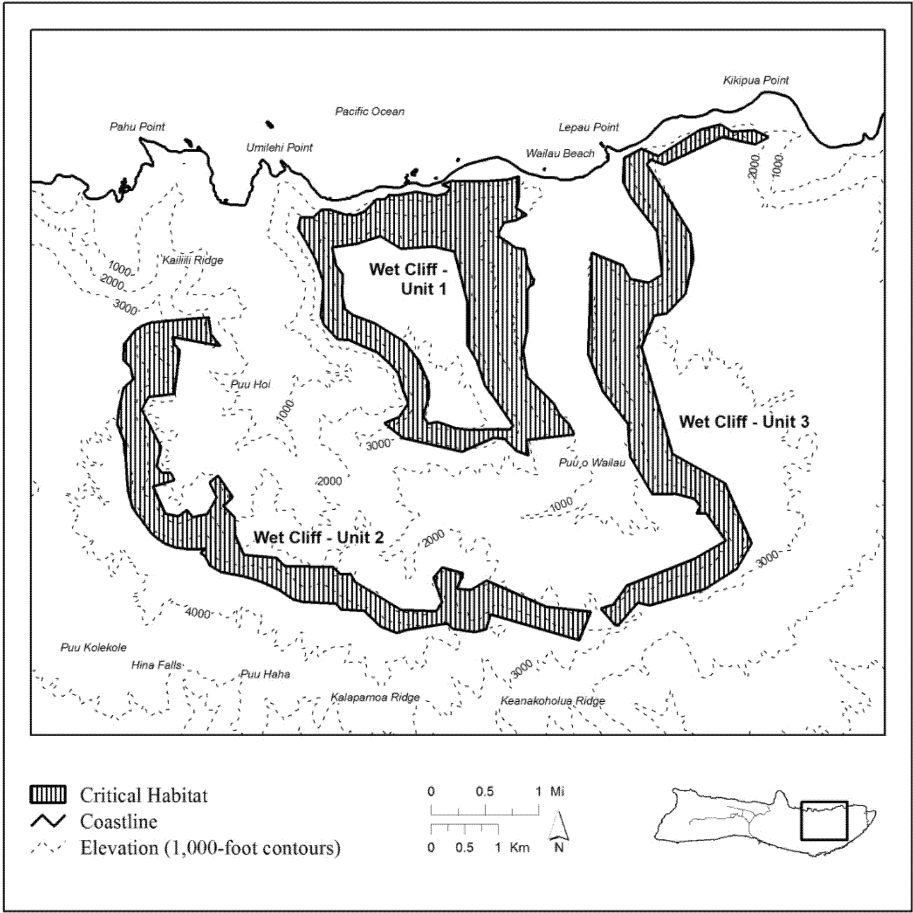 Kikipua Point
Pacific Ocean
Pahu Point
Lepau Point
Umilehi Point
Wailau Beach
2000
1000
Kailiili Ridge
1000
2000
3000
Wet Cliff -
Unit 1
Puu Hoi
1000
3000
Wet Cliff - Unit 3
Puu o Wailau
2000
1000
Wet Cliff - Unit 2
2000
3000
4000
Puu Kolekole
Hina Falls
3000
Puu Haha
Kalapamoa Ridge
Keanakoholua Ridge
Critical Habitat
Coastline
Elevation (1,000-foot contours)
0 0.5 1 Mi
0 0.5 1 Km
N